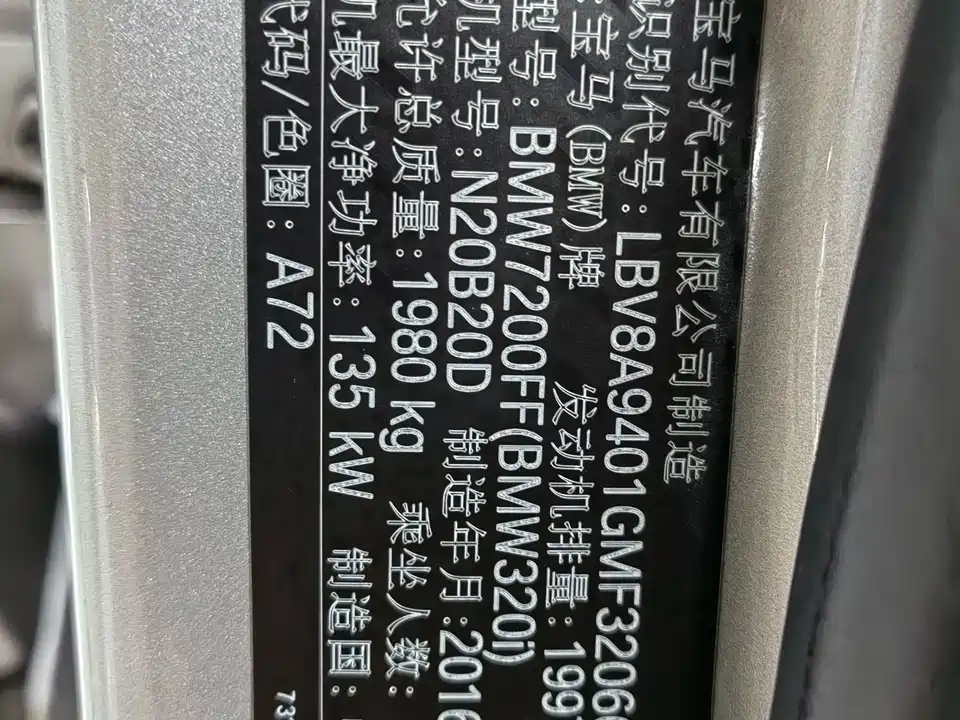 宝马汽车有限公司制造
识别代号：LBV8A9401GMF3206
宝马(BMW)牌 发动机排量：199
型号：BMW7200FF(BMW320i)
机型号：N20B20D 制造年月：2016
允许总质量：1980 kg 乘坐人数：
机最大净功率：135 kW 制造国：
代码/色圈：A72
73